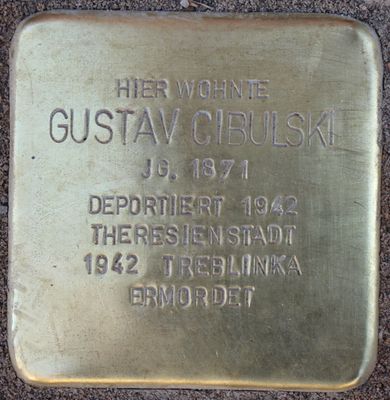 HIER WOHNTE
GUSTAV CIBULSKI
JG. 1871
DEPORTIERT 1942
THERESIENSTADT
1942 TREBLINKA
ERMORDET